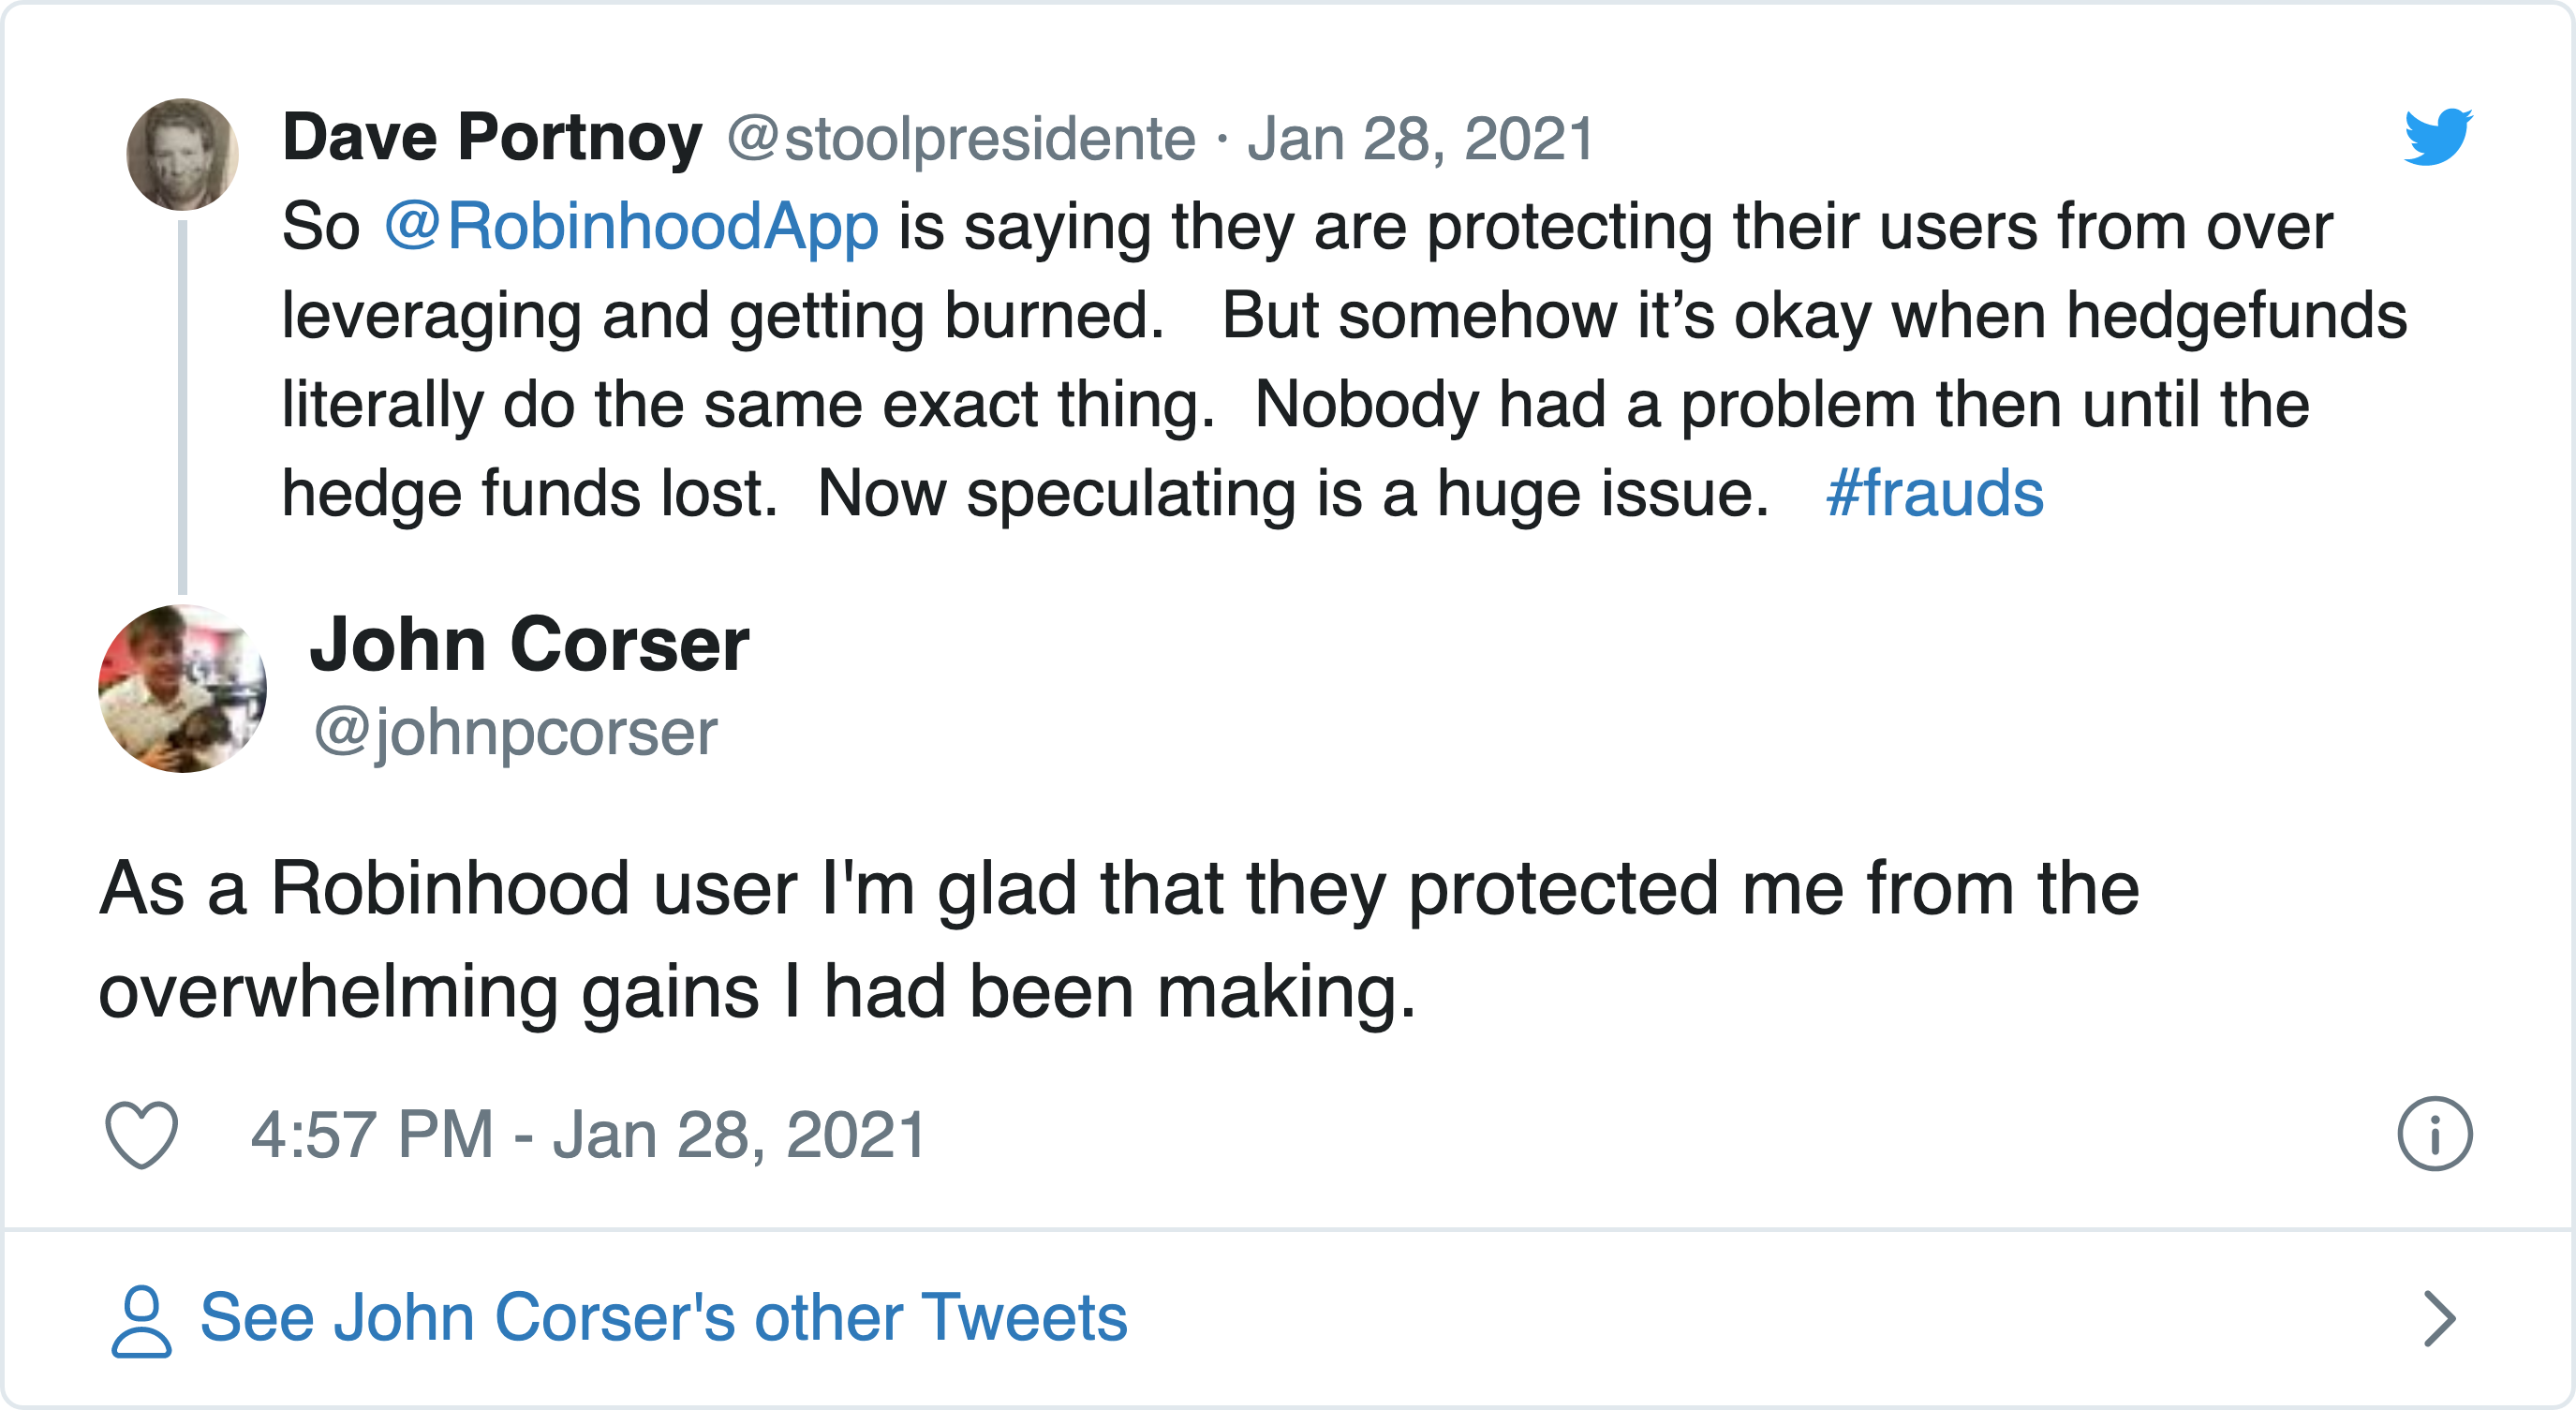 Dave Portnoy @stoolpresidente · Jan 28, 2021
So @RobinhoodApp is saying they are protecting their users from over
leveraging and getting burned.   But somehow it’s okay when hedgefunds
literally do the same exact thing.  Nobody had a problem then until the
hedge funds lost.  Now speculating is a huge issue.   #frauds
John Corser
@johnpcorser
As a Robinhood user I'm glad that they protected me from the
overwhelming gains I had been making.
4:57 PM - Jan 28, 2021
See John Corser's other Tweets